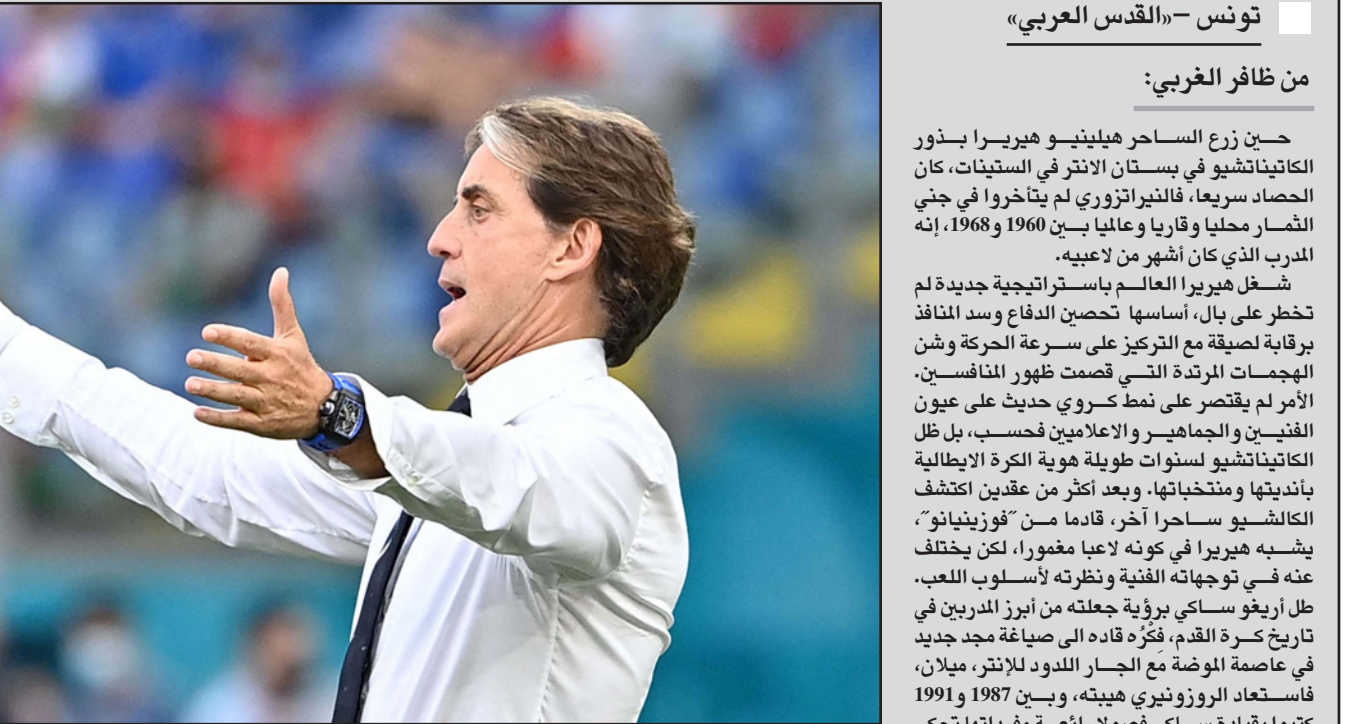 تونس –«القدس العربي»
من ظافر الغربي:
حين زرع الساحر هيلينيو هيريرا بذور
الكاتيناتشيو في بستان الانتر في الستينات، كان
الحصاد سريعا، فالنيراتزوري لم يتأخروا في جني
الثمار محليا وقاريا وعالميا بين 1960 و1968، إنه
المدرب الذي كان أشهر من لاعبيه.
شغل هيريرا العالم باستراتيجية جديدة لم
تخطر على بال، أساسها تحصين الدفاع وسد المنافذ
برقابة لصيقة مع التركيز على سرعة الحركة وشن
الهجمات المرتدة التي قصمت ظهور المنافسين.
الأمر لم يقتصر على نمط كروي حديث على عيون
الفنيين والجماهير والاعلاميين فحسب، بل ظل
الكاتيناتشيو لسنوات طويلة هوية الكرة الايطالية
بأنديتها ومنتخباتها. وبعد أكثر من عقدين اكتشف
الكالشيو ساحرا آخر، قادما من ″فوزينيانو″،
يشبه هيريرا في كونه لاعبا مغمورا، لكن يختلف
عنه في توجهاته الفنية ونظرته لأسلوب اللعب.
طل أريغو ساكي برؤية جعلته من أبرز المدربين في
تاريخ كرة القدم، فِكْرُه قاده الى صياغة مجد جديد
في عاصمة الموضة مع الجار اللدود للإنتر، ميلان،
فاستعاد الروزونيري هيبته، وبين 1987 و1991